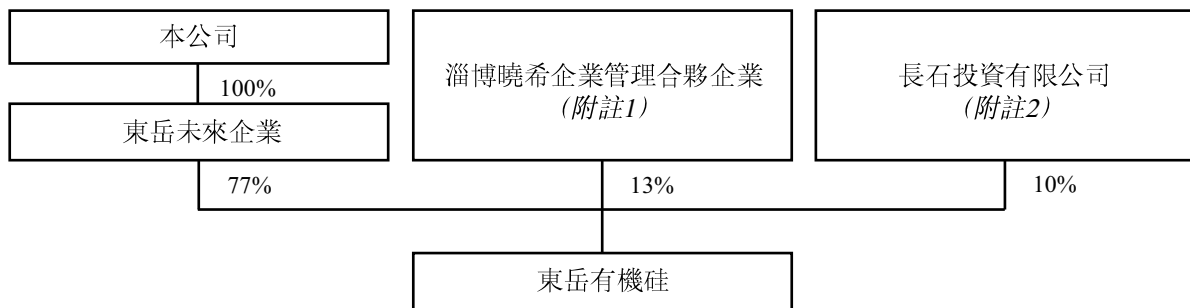 本公司
100%
東岳未來企業
77%
淄博曉希企業管理合夥企業
(附註1)
13%
長石投資有限公司
(附註2)
10%
東岳有機硅